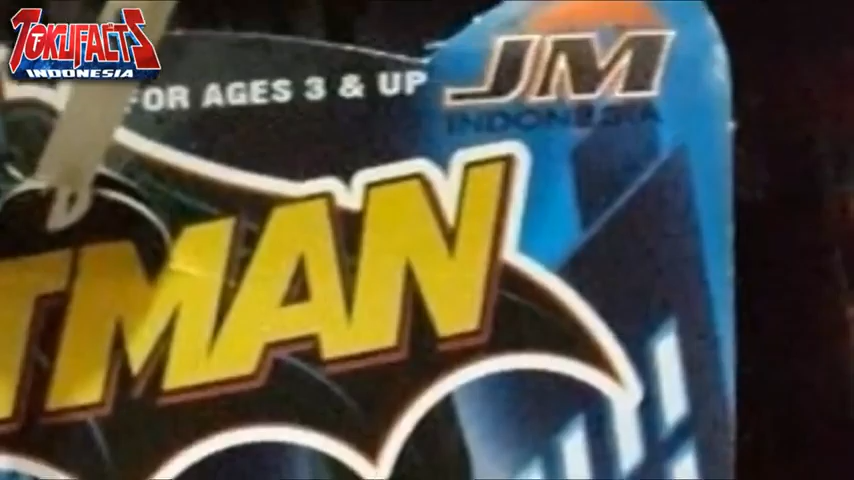 TOKUFACTS
INDONESIA
FOR AGES 3 & UP
JM
INDONESIA
TMAN